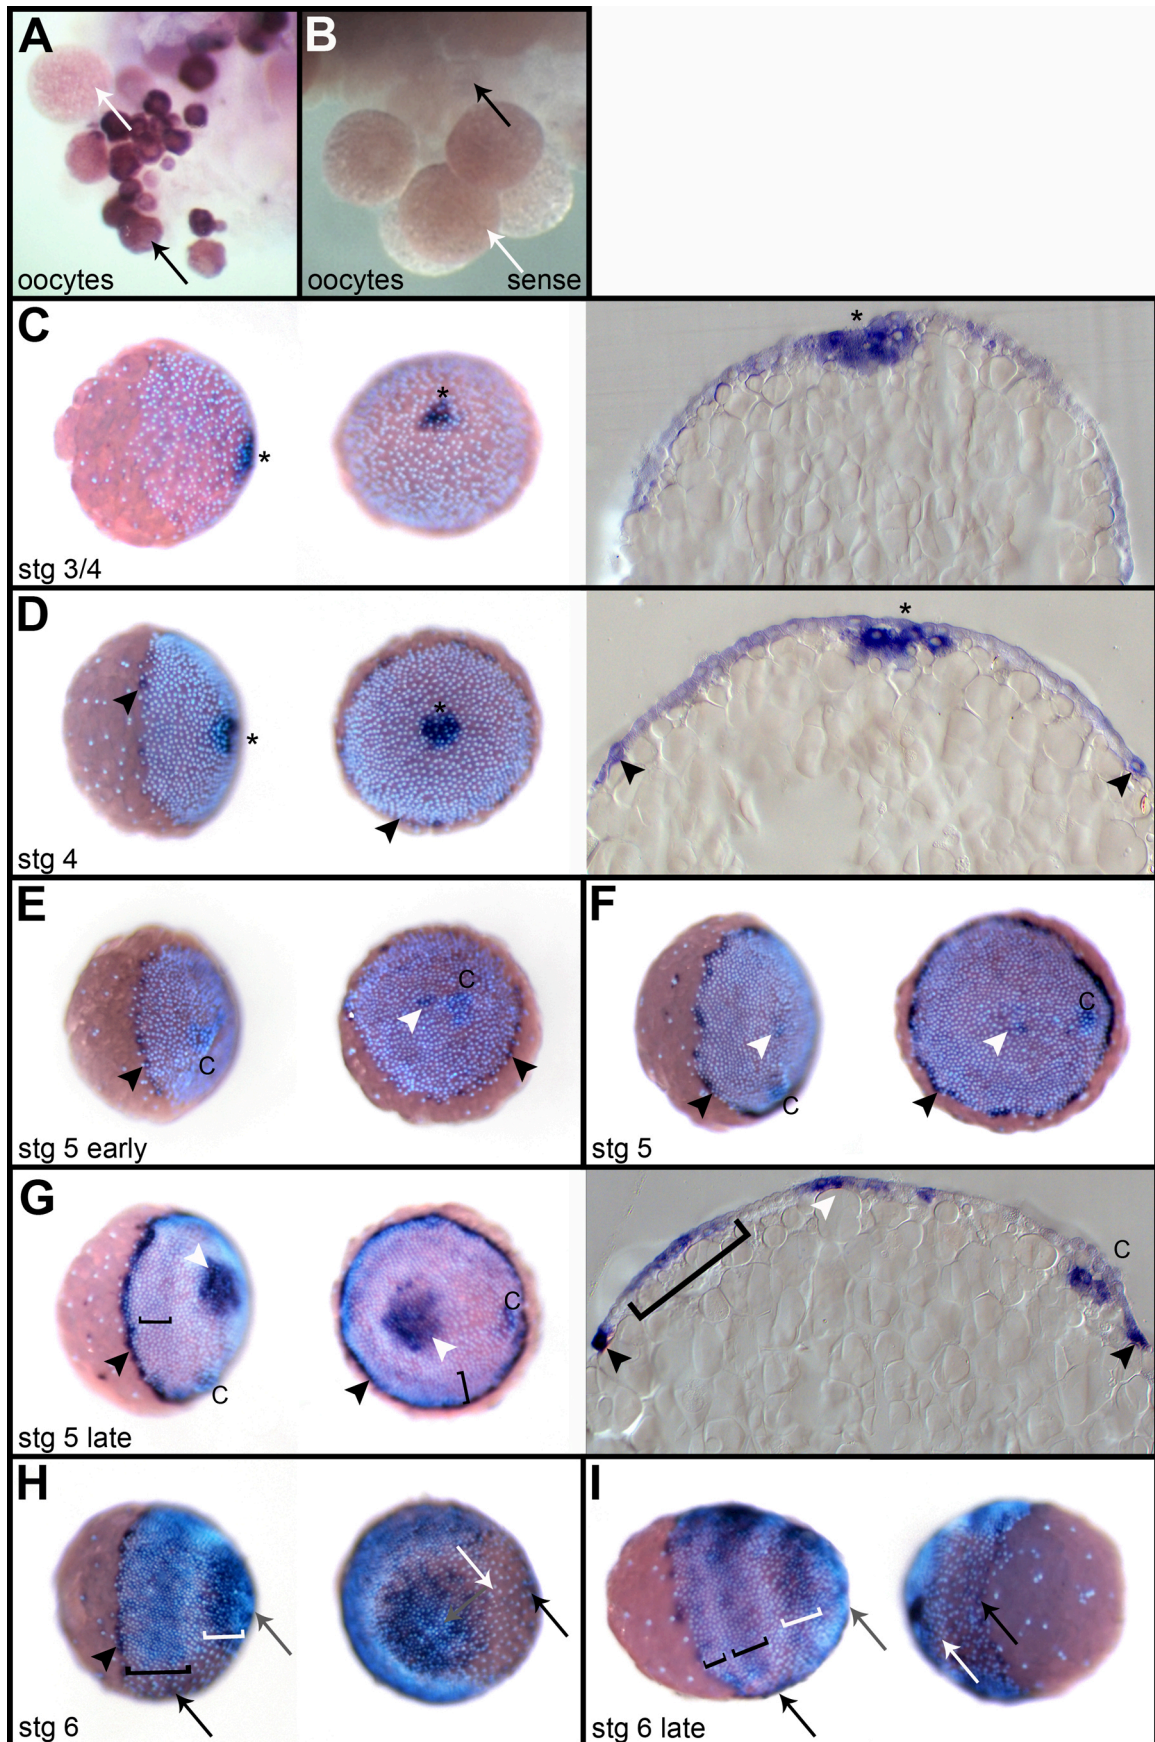 A
B
oocytes
oocytes
sense
C
*
*
*
stg 3/4
D
*
*
*
stg 4
E
F
C
C
C
C
stg 5 early
stg 5
G
C
C
C
stg 5 late
H
I
stg 6
stg 6 late